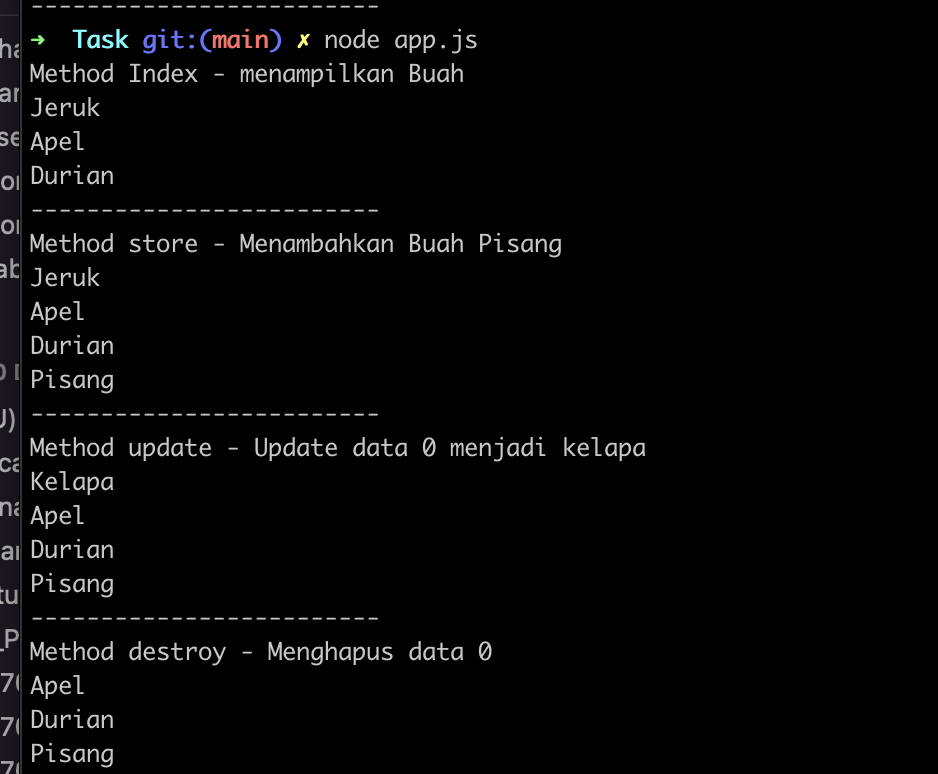 -------------------------
→ Task git:(main) ✗ node app.js
Method Index - menampilkan Buah
Jeruk
Apel
Durian
-------------------------
Method store - Menambahkan Buah Pisang
Jeruk
Apel
Durian
Pisang
-------------------------
Method update - Update data 0 menjadi kelapa
Kelapa
Apel
Durian
Pisang
-------------------------
Method destroy - Menghapus data 0
Apel
Durian
Pisang